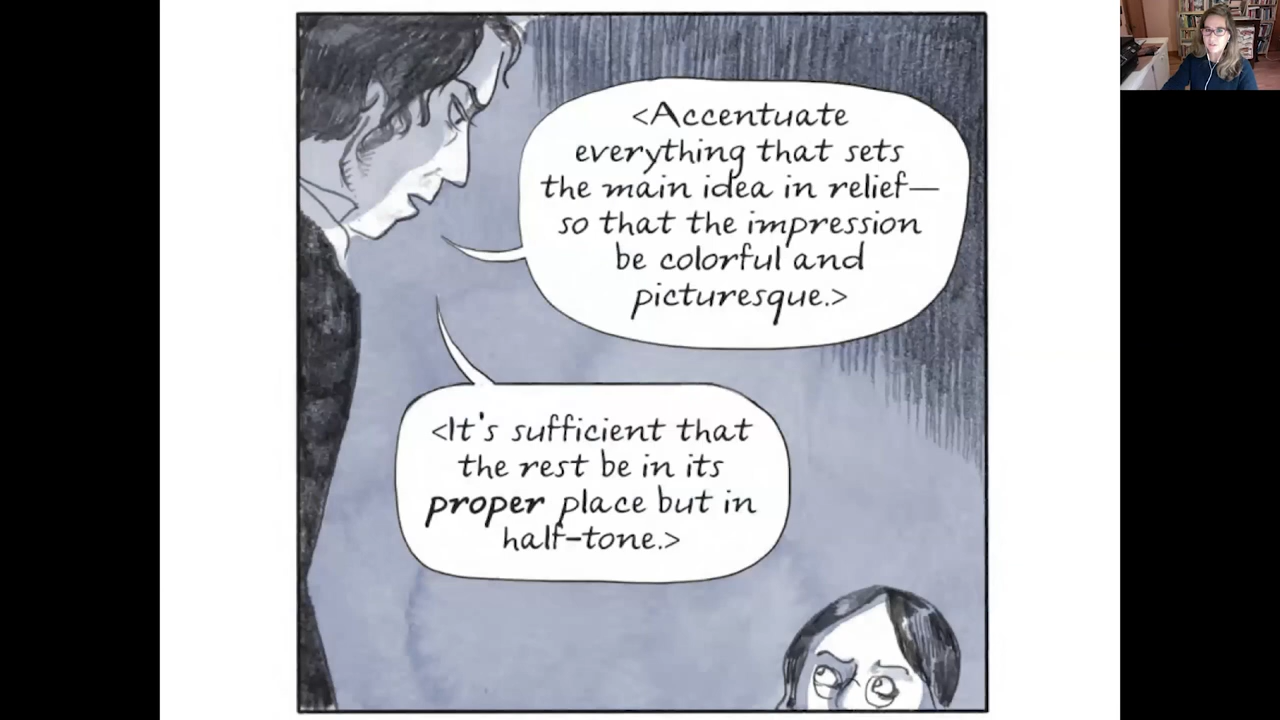 <Accentuate
everything that sets
the main idea in relief—
so that the impression
be colorful and
picturesque.>
<It's sufficient that
the rest be in its
proper place but in
half-tone.>